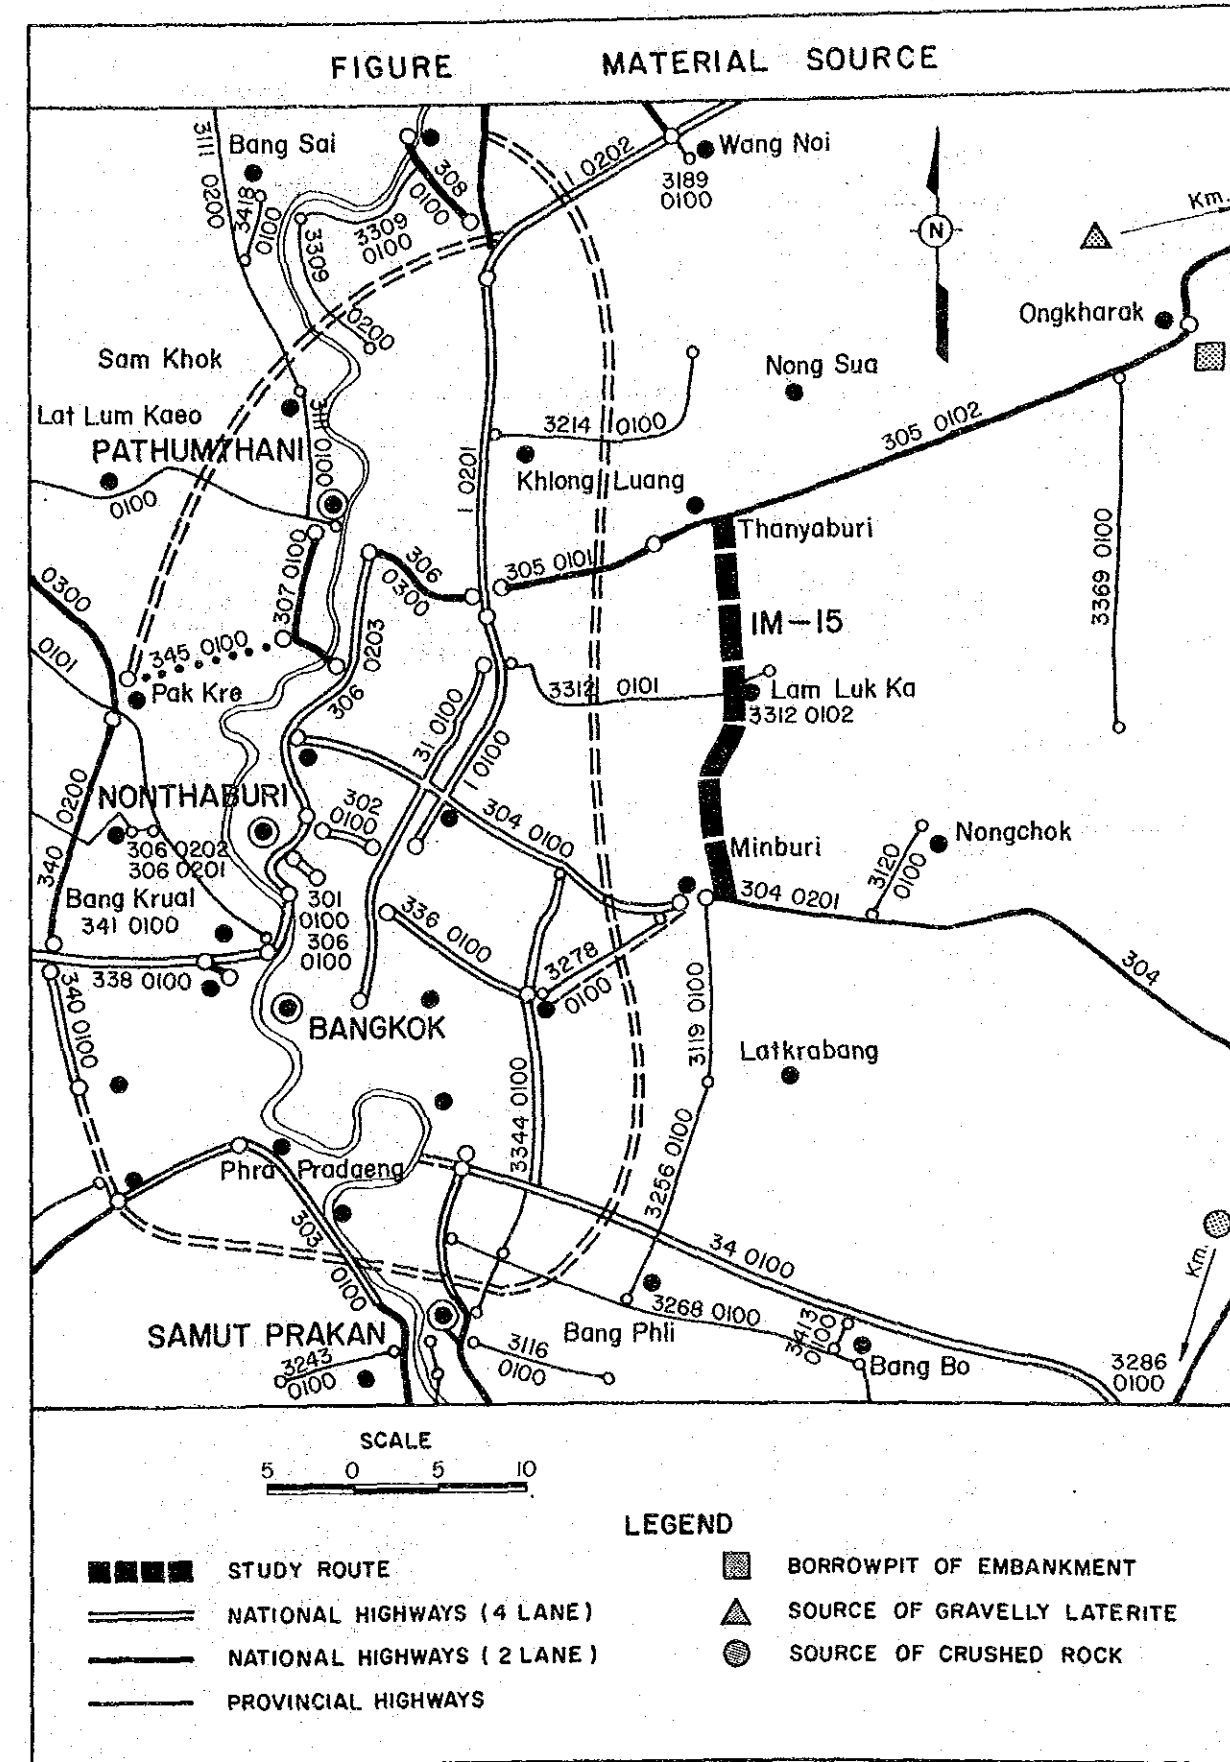 FIGURE MATERIAL SOURCE
3111 0200
Bang Sai
3418
0100
308
0100
3309
0100
3309
0200
1 0202
Wang Noi
3189
0100
N
Km.
Ongkharak
Sam Khok
Nong Sua
Lat Lum Kaeo
PATHUMTHANI
0100
3111 0100
1 0201
3214 0100
Khlong Luang
305 0102
3369 0100
Thanyaburi
307 0100
306
0300
305 0101
0300
0101
345 0100
306 0203
IM-15
Pak Kre
3312 0101
Lam Luk Ka
3312 0102
31 0100
1 0100
NONTHABURI
302
0100
304 0100
340 0200
306 0202
306 0201
Minburi
Nongchok
3120
0100
304 0201
Bang Krual
341 0100
301
0100
306
0100
336 0100
3278
0100
304
338 0100
340 0100
BANGKOK
3119 0100
Latkrabang
3344 0100
3256 0100
Phra Pradaeng
303
0100
34 0100
Km.
SAMUT PRAKAN
3243
0100
3116
0100
Bang Phli
3268 0100
3413
0100
Bang Bo
3286
0100
SCALE
5 0 5 10
LEGEND
STUDY ROUTE
NATIONAL HIGHWAYS (4 LANE)
NATIONAL HIGHWAYS (2 LANE)
PROVINCIAL HIGHWAYS
BORROWPIT OF EMBANKMENT
SOURCE OF GRAVELLY LATERITE
SOURCE OF CRUSHED ROCK